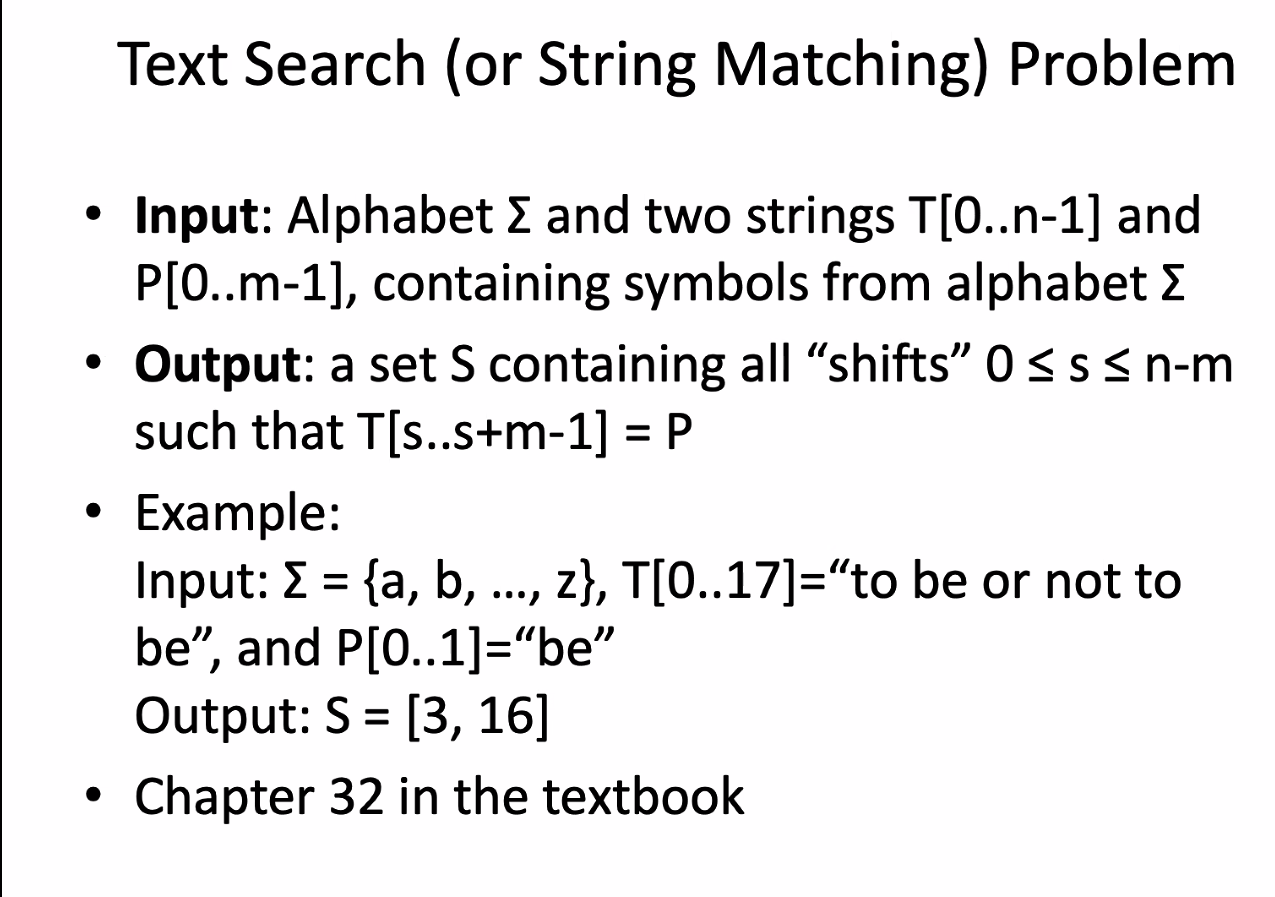 Text Search (or String Matching) Problem
• Input: Alphabet Σ and two strings T[0..n-1] and
P[0..m-1], containing symbols from alphabet Σ
• Output: a set S containing all “shifts” 0 ≤ s ≤ n-m
such that T[s..s+m-1] = P
• Example:
Input: Σ = {a, b, …, z}, T[0..17]=“to be or not to
be”, and P[0..1]=“be”
Output: S = [3, 16]
• Chapter 32 in the textbook